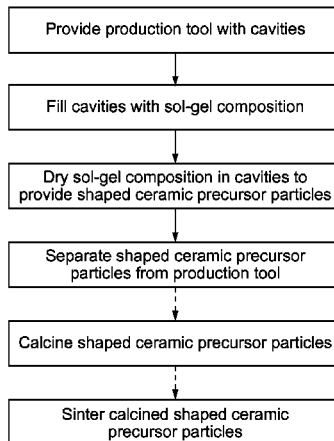 Provide production tool with cavities
Fill cavities with sol-gel composition
Dry sol-gel composition in cavities to
provide shaped ceramic precursor particles
Separate shaped ceramic precursor
particles from production tool
Calcine shaped ceramic precursor particles
Sinter calcined shaped ceramic
precursor particles